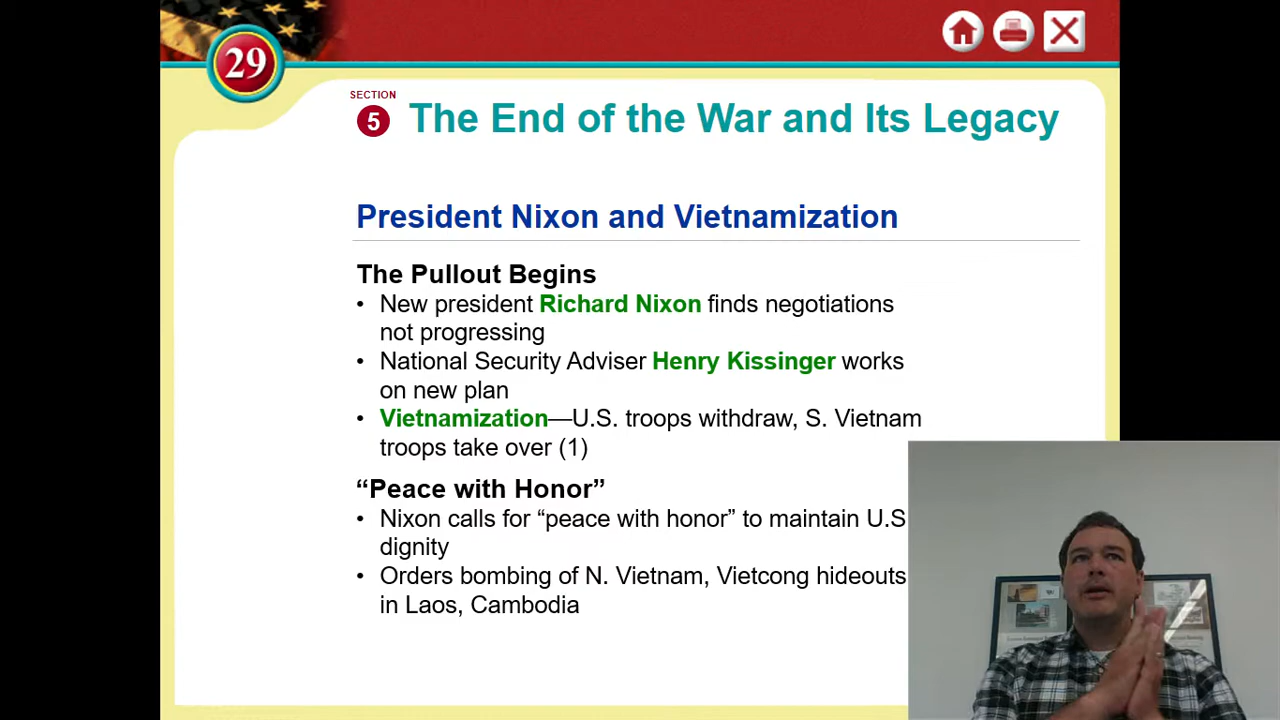 29
SECTION
5
The End of the War and Its Legacy
President Nixon and Vietnamization
The Pullout Begins
• New president Richard Nixon finds negotiations
not progressing
• National Security Adviser Henry Kissinger works
on new plan
• Vietnamization—U.S. troops withdraw, S. Vietnam
troops take over (1)
“Peace with Honor”
• Nixon calls for “peace with honor” to maintain U.S
dignity
• Orders bombing of N. Vietnam, Vietcong hideouts
in Laos, Cambodia